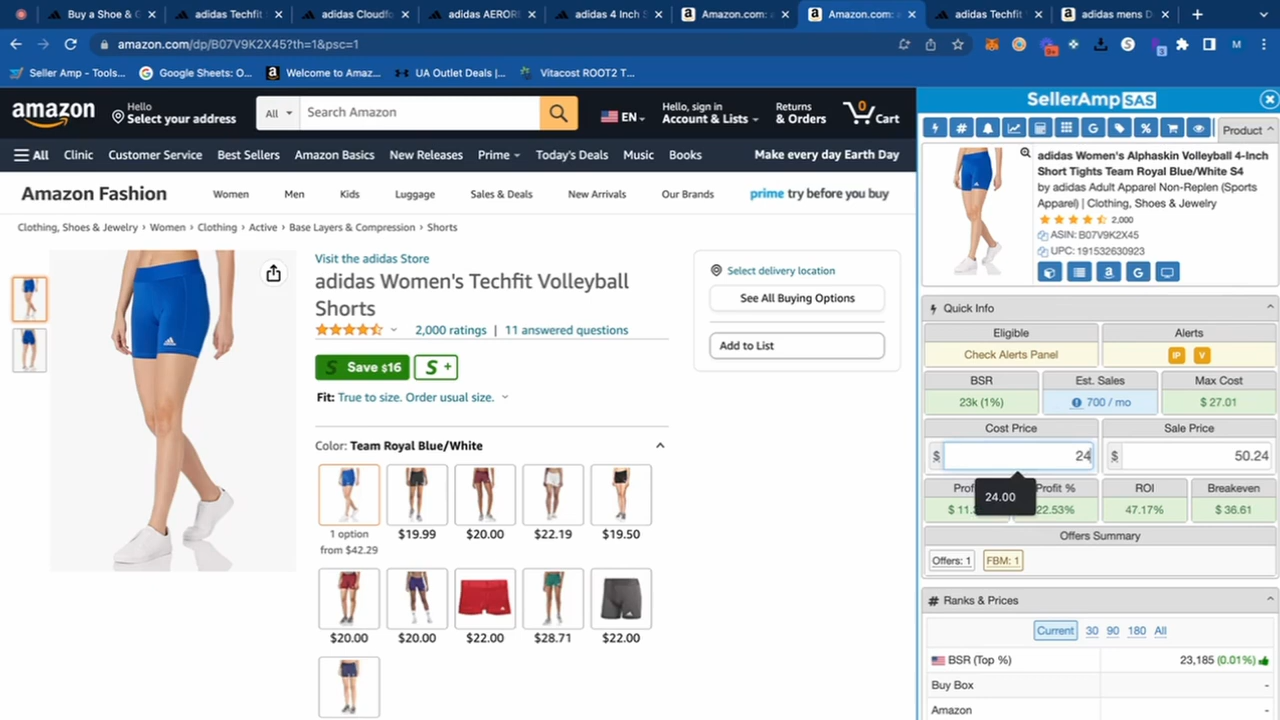 Buy a Shoe & G
adidas Techfit
adidas Cloudfo
adidas AEROR
adidas 4 Inch S
Amazon.com: a
Amazon.com: a
adidas Techfit
adidas mens D
amazon.com/dp/B07V9K2X45?th=1&psc=1
9+
3
M
Seller Amp - Tools...
Google Sheets: O...
Welcome to Amaz...
UA Outlet Deals |...
Vitacost ROOT2 T...
amazon
Hello
Select your address
All
Search Amazon
EN
Hello, sign in
Account & Lists
Returns
& Orders
0
Cart
All
Clinic
Customer Service
Best Sellers
Amazon Basics
New Releases
Prime
Today's Deals
Music
Books
Make every day Earth Day
Amazon Fashion
Women
Men
Kids
Luggage
Sales & Deals
New Arrivals
Our Brands
prime try before you buy
Clothing, Shoes & Jewelry > Women > Clothing > Active > Base Layers & Compression > Shorts
Visit the adidas Store
adidas Women's Techfit Volleyball
Shorts
2,000 ratings | 11 answered questions
S Save $16
S +
Fit: True to size. Order usual size.
Color: Team Royal Blue/White
1 option
from $42.29
$19.99
$20.00
$22.19
$19.50
$20.00
$20.00
$22.00
$28.71
$22.00
Select delivery location
See All Buying Options
Add to List
SellerAmp SAS
Product
adidas Women's Alphaskin Volleyball 4-Inch
Short Tights Team Royal Blue/White S4
by adidas Adult Apparel Non-Replen (Sports
Apparel) | Clothing, Shoes & Jewelry
2,000
ASIN: B07V9K2X45
UPC: 191532630923
Quick Info
Eligible
Alerts
Check Alerts Panel
IP
V
BSR
Est. Sales
Max Cost
23k (1%)
700 / mo
$ 27.01
Cost Price
Sale Price
$ 24
$ 50.24
24.00
Profit %
ROI
Breakeven
22.53%
47.17%
$ 36.61
Offers Summary
Offers: 1
FBM: 1
Ranks & Prices
Current
30
90
180
All
BSR (Top %)
23,185 (0.01%)
Buy Box
-
Amazon
-